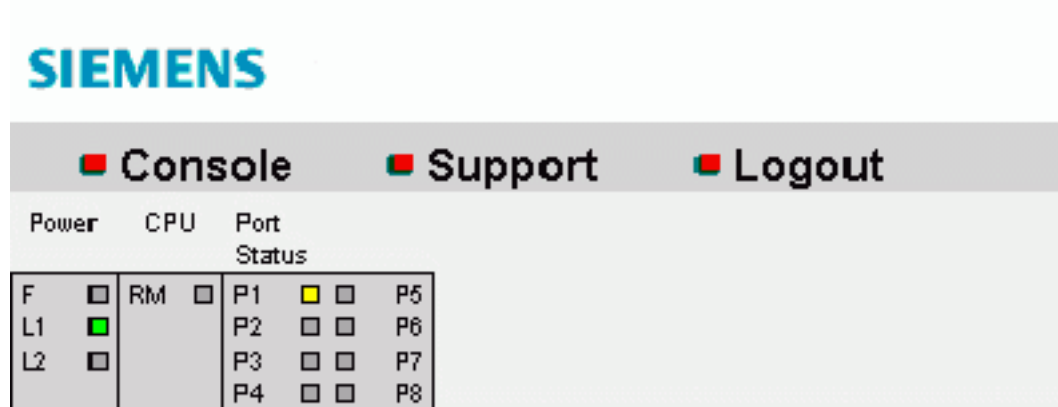 SIEMENS
Console Support Logout
Power CPU Port
Status
F RM P1 P5
L1 P2 P6
L2 P3 P7
P4 P8